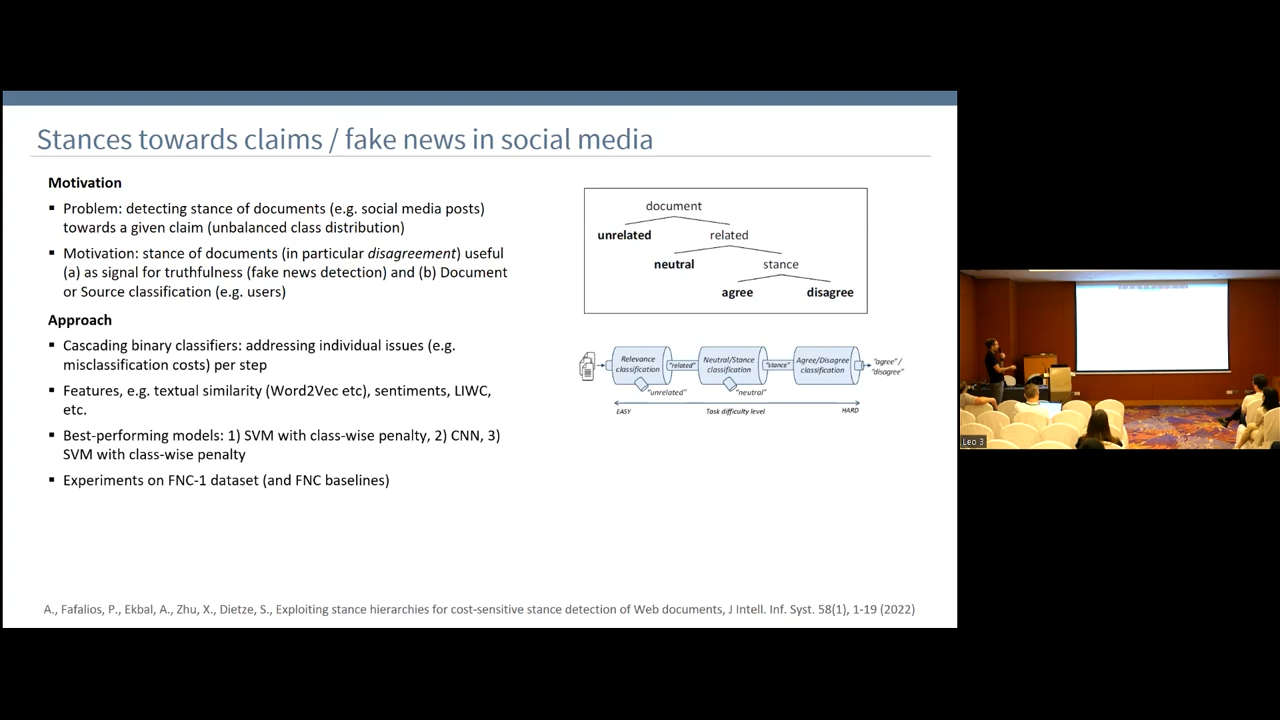 Stances towards claims / fake news in social media
Motivation
▪ Problem: detecting stance of documents (e.g. social media posts)
towards a given claim (unbalanced class distribution)
▪ Motivation: stance of documents (in particular disagreement) useful
(a) as signal for truthfulness (fake news detection) and (b) Document
or Source classification (e.g. users)
Approach
▪ Cascading binary classifiers: addressing individual issues (e.g.
misclassification costs) per step
▪ Features, e.g. textual similarity (Word2Vec etc), sentiments, LIWC,
etc.
▪ Best-performing models: 1) SVM with class-wise penalty, 2) CNN, 3)
SVM with class-wise penalty
▪ Experiments on FNC-1 dataset (and FNC baselines)
document
unrelated related
neutral stance
agree disagree
Relevance
classification
"related"
Neutral/Stance
classification
"stance"
Agree/Disagree
classification
"agree" /
"disagree"
"unrelated"
"neutral"
EASY Task difficulty level HARD
A., Fafalios, P., Ekbal, A., Zhu, X., Dietze, S., Exploiting stance hierarchies for cost-sensitive stance detection of Web documents, J Intell. Inf. Syst. 58(1), 1-19 (2022)
Leo 3